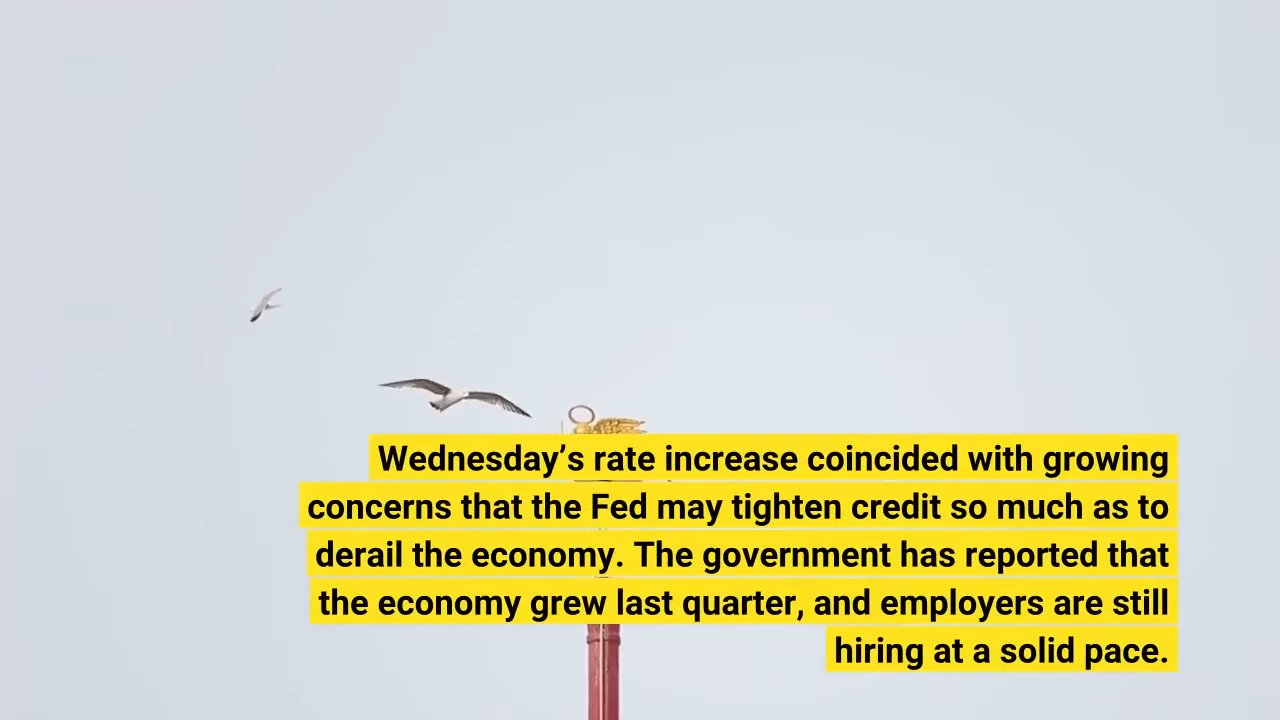 Wednesday’s rate increase coincided with growing
concerns that the Fed may tighten credit so much as to
derail the economy. The government has reported that
the economy grew last quarter, and employers are still
hiring at a solid pace.